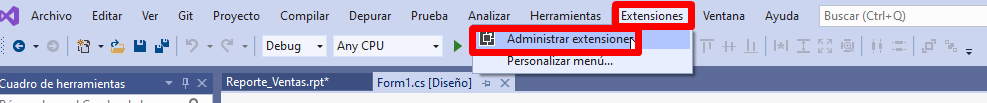 Archivo Editar Ver Git Proyecto Compilar Depurar Prueba Analizar Herramientas Extensiones Ventana Ayuda Buscar (Ctrl+Q)
Debug Any CPU
Administrar extensiones
Personalizar menú...
Cuadro de herramientas Reporte_Ventas.rpt* Form1.cs [Diseño]